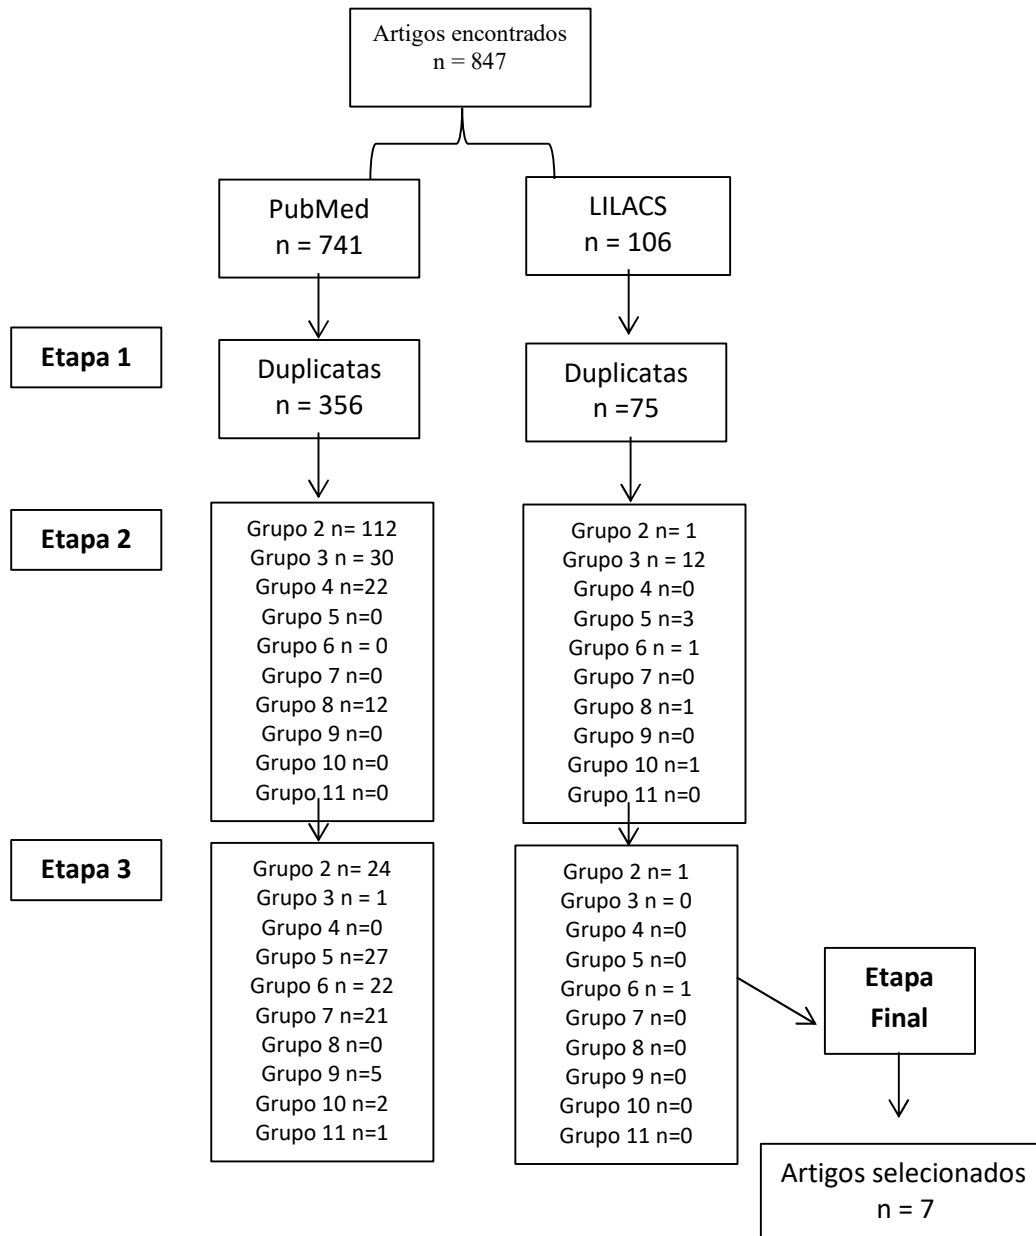 Artigos encontrados
n = 847
PubMed
n = 741
LILACS
n = 106
Etapa 1
Duplicatas
n = 356
Duplicatas
n =75
Etapa 2
Grupo 2 n= 112
Grupo 3 n = 30
Grupo 4 n=22
Grupo 5 n=0
Grupo 6 n = 0
Grupo 7 n=0
Grupo 8 n=12
Grupo 9 n=0
Grupo 10 n=0
Grupo 11 n=0
Grupo 2 n= 1
Grupo 3 n = 12
Grupo 4 n=0
Grupo 5 n=3
Grupo 6 n = 1
Grupo 7 n=0
Grupo 8 n=1
Grupo 9 n=0
Grupo 10 n=1
Grupo 11 n=0
Etapa 3
Grupo 2 n= 24
Grupo 3 n = 1
Grupo 4 n=0
Grupo 5 n=27
Grupo 6 n = 22
Grupo 7 n=21
Grupo 8 n=0
Grupo 9 n=5
Grupo 10 n=2
Grupo 11 n=1
Grupo 2 n= 1
Grupo 3 n = 0
Grupo 4 n=0
Grupo 5 n=0
Grupo 6 n = 1
Grupo 7 n=0
Grupo 8 n=0
Grupo 9 n=0
Grupo 10 n=0
Grupo 11 n=0
Etapa
Final
Artigos selecionados
n = 7